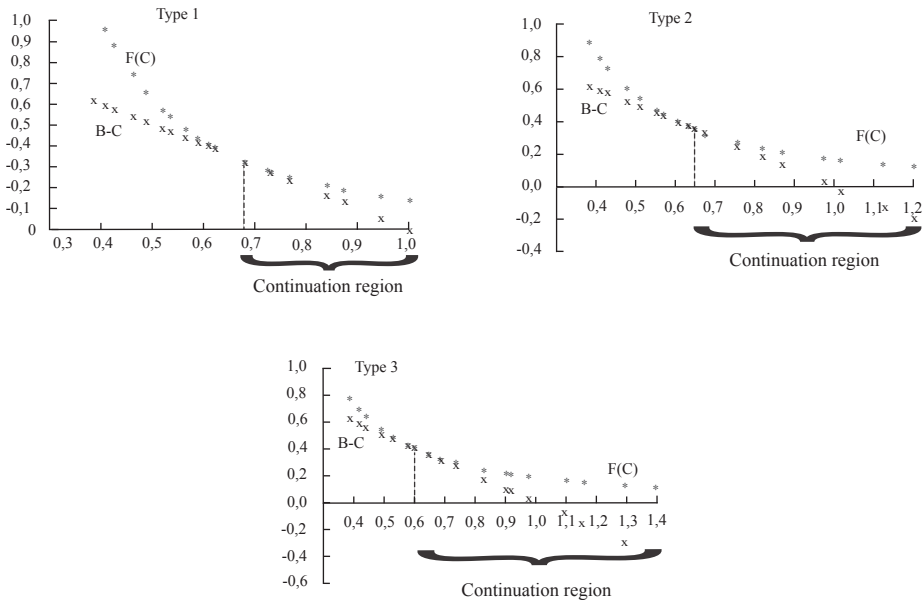 Type 1
1,0
0,9
0,8
0,7
0,6
0,5
-0,4
-0,3
-0,2
-0,1
0
F(C)
B-C
0,3 0,4 0,5 0,6 0,7 0,8 0,9 1,0
Continuation region
Type 2
1,0
0,8
0,6
0,4
0,2
0,0
-0,2
-0,4
B-C
F(C)
0,4 0,5 0,6 0,7 0,8 0,9 1,0 1,1 1,2
Continuation region
Type 3
1,0
0,8
0,6
0,4
0,2
0,0
-0,2
-0,4
-0,6
B-C
F(C)
0,4 0,5 0,6 0,7 0,8 0,9 1,0 1,1 1,2 1,3 1,4
Continuation region